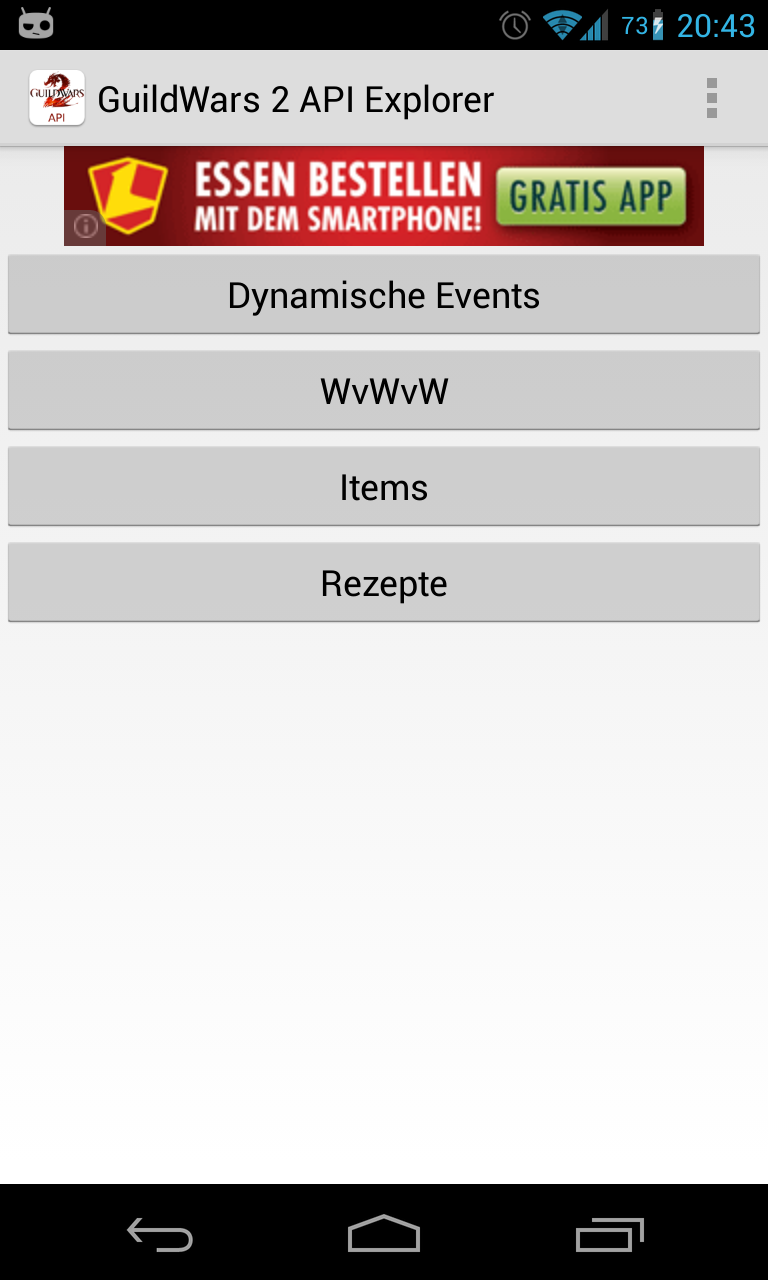 73 20:43
GUILDWARS
2
API
GuildWars 2 API Explorer
ESSEN BESTELLEN
MIT DEM SMARTPHONE!
GRATIS APP
Dynamische Events
WvWvW
Items
Rezepte